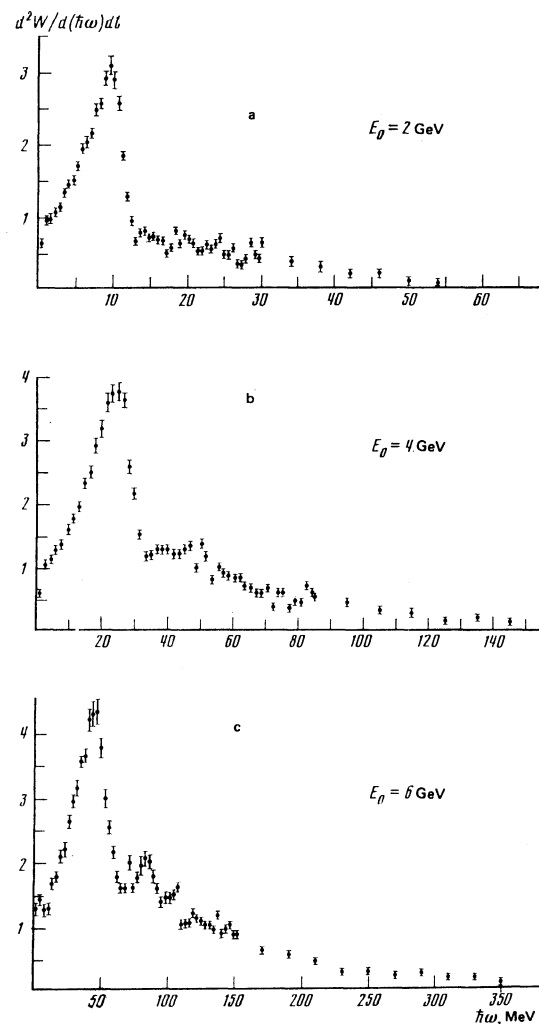 d²W/d(ħω)dl
3
a
E₀ = 2 GeV
2
1
10 20 30 40 50 60
4
b
3
E₀ = 4 GeV
2
1
20 40 60 80 100 120 140
c
4
E₀ = 6 GeV
3
2
1
50 100 150 200 250 300 350
ħω, MeV